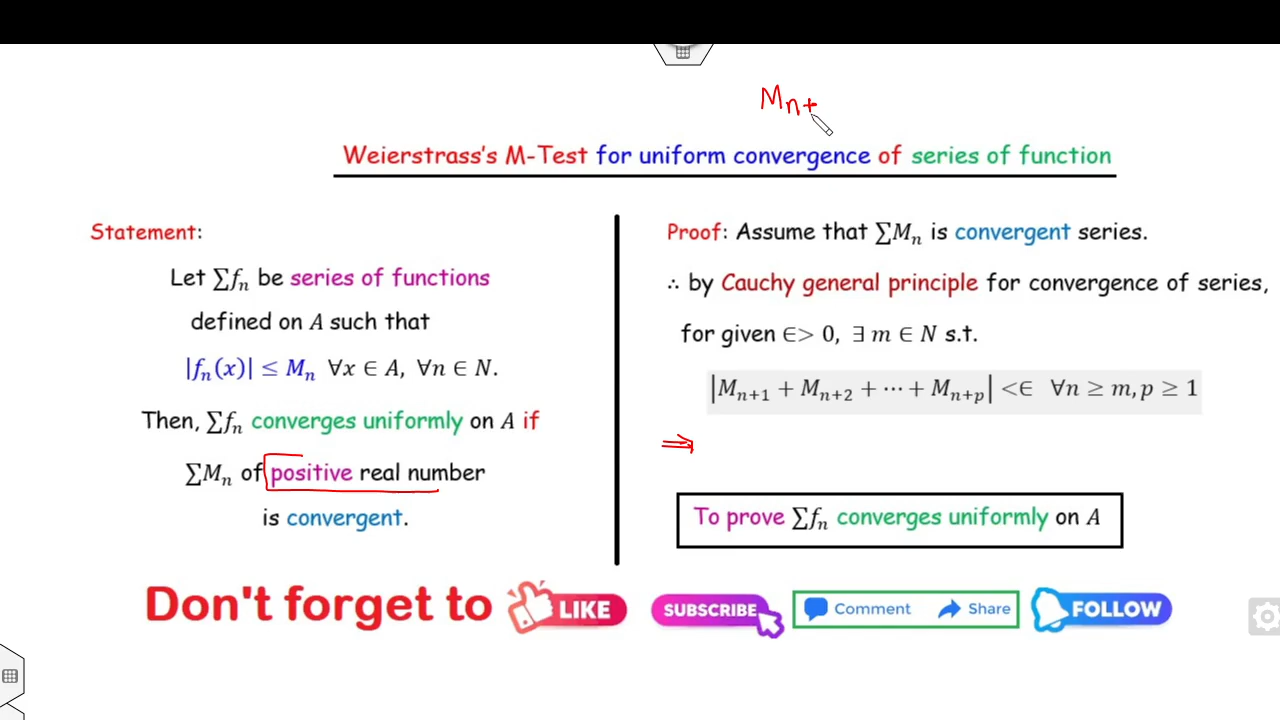 Mn+
Weierstrass's M-Test for uniform convergence of series of function
Statement:
Let ∑fₙ be series of functions
defined on A such that
|fₙ(x)| ≤ Mₙ ∀x ∈ A, ∀n ∈ N.
Then, ∑fₙ converges uniformly on A if
∑Mₙ of positive real number
is convergent.
Proof: Assume that ∑Mₙ is convergent series.
∴ by Cauchy general principle for convergence of series,
for given ∈> 0, ∃ m ∈ N s.t.
|Mₙ₊₁ + Mₙ₊₂ + ⋯ + Mₙ₊ₚ| <∈ ∀n ≥ m, p ≥ 1
⇒
To prove ∑fₙ converges uniformly on A
Don't forget to LIKE SUBSCRIBE Comment Share FOLLOW